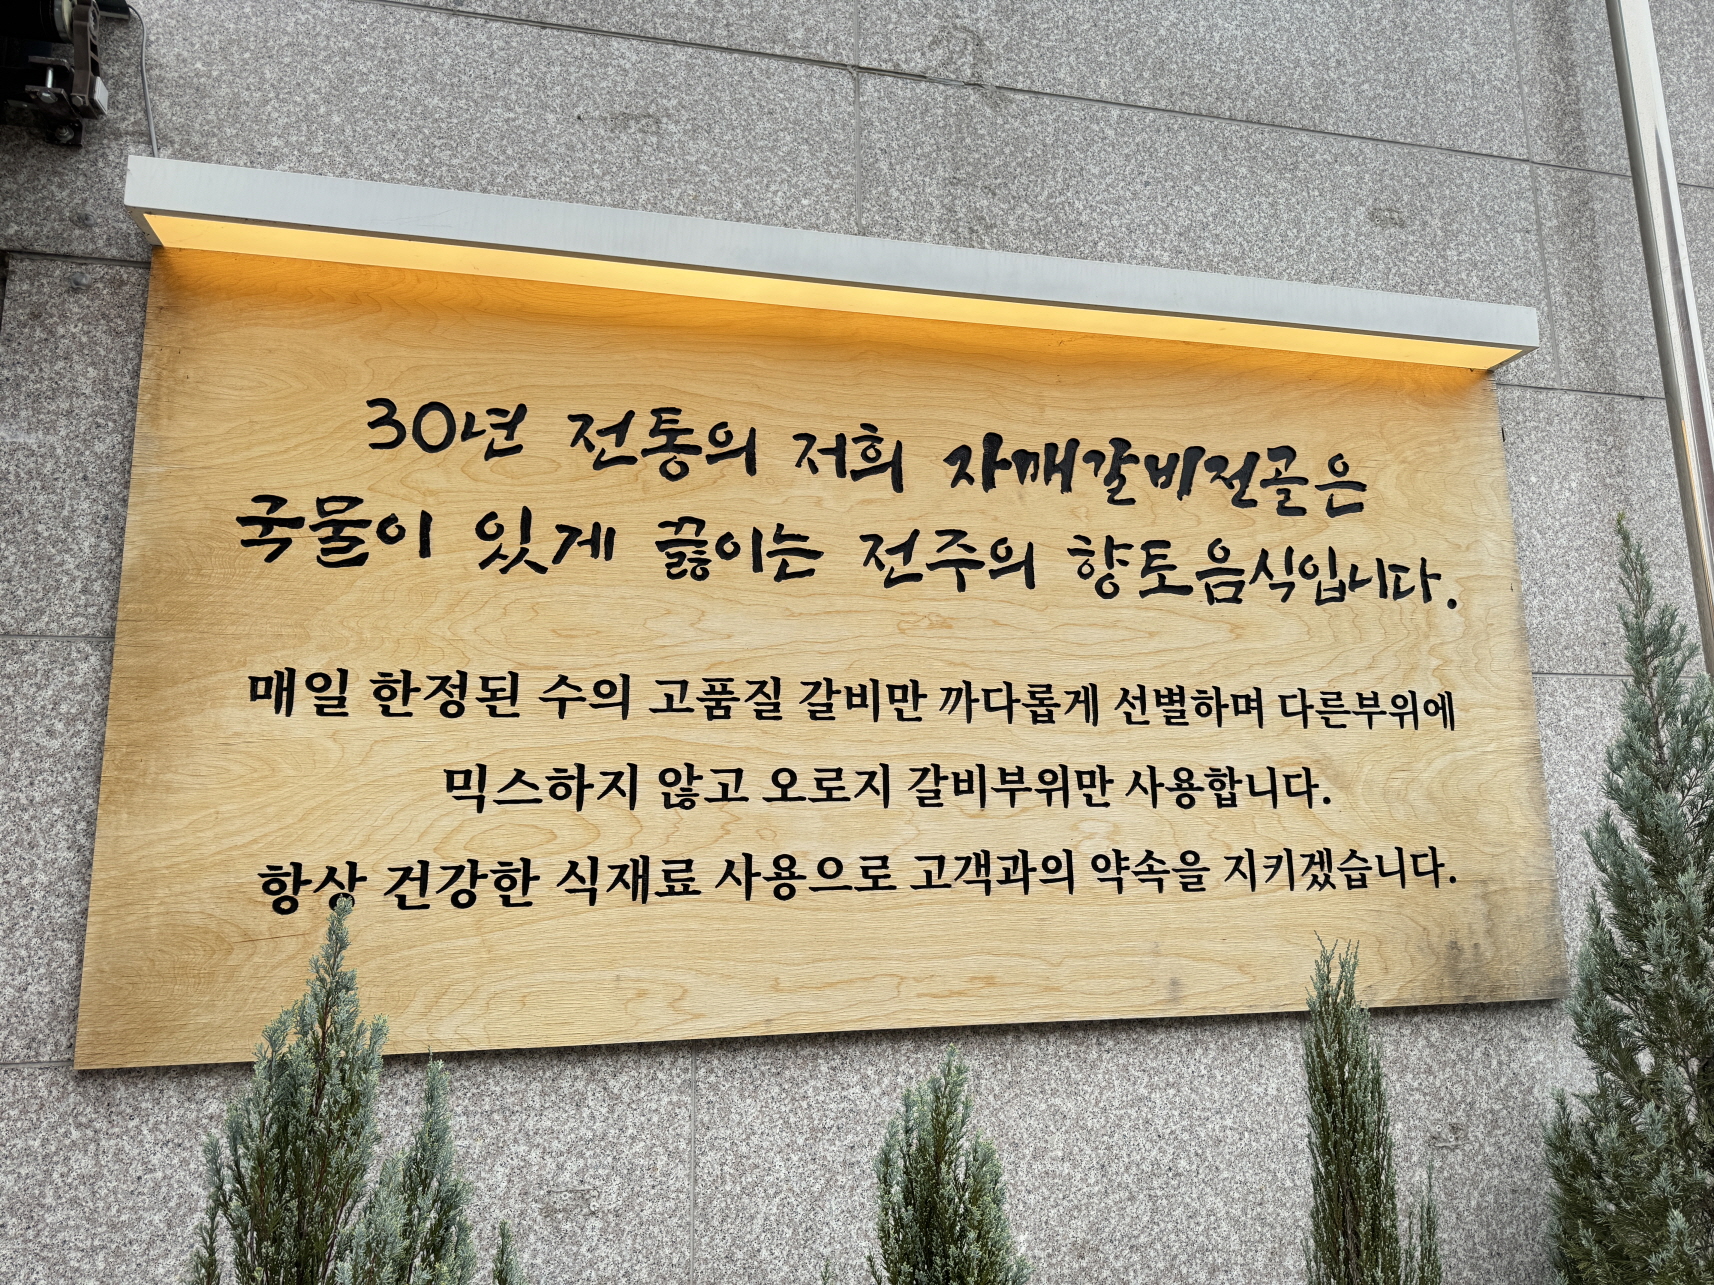 30년 전통의 저희 자깨갈비전골은
국물이 있게 끓이는 전주의 향토음식입니다.
매일 한정된 수의 고품질 갈비만 까다롭게 선별하며 다른부위에
믹스하지 않고 오로지 갈비부위만 사용합니다.
항상 건강한 식재료 사용으로 고객과의 약속을 지키겠습니다.